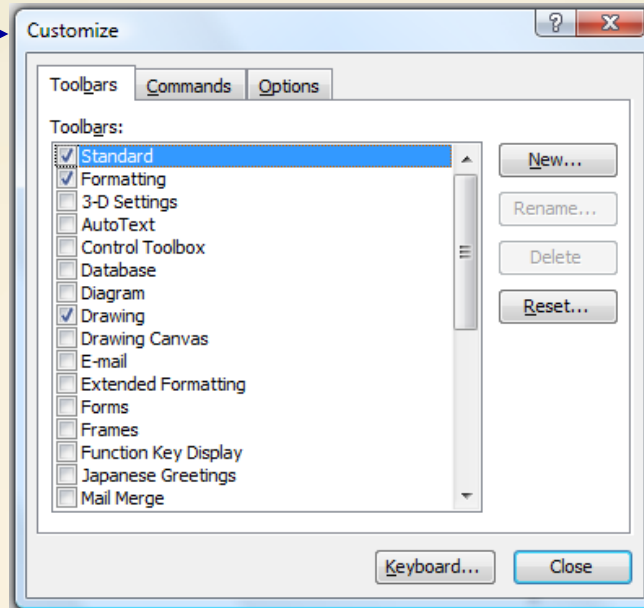 Customize
Toolbars
Commands
Options
Toolbars:
Standard
Formatting
3-D Settings
AutoText
Control Toolbox
Database
Diagram
Drawing
Drawing Canvas
E-mail
Extended Formatting
Forms
Frames
Function Key Display
Japanese Greetings
Mail Merge
New...
Rename...
Delete
Reset...
Keyboard...
Close